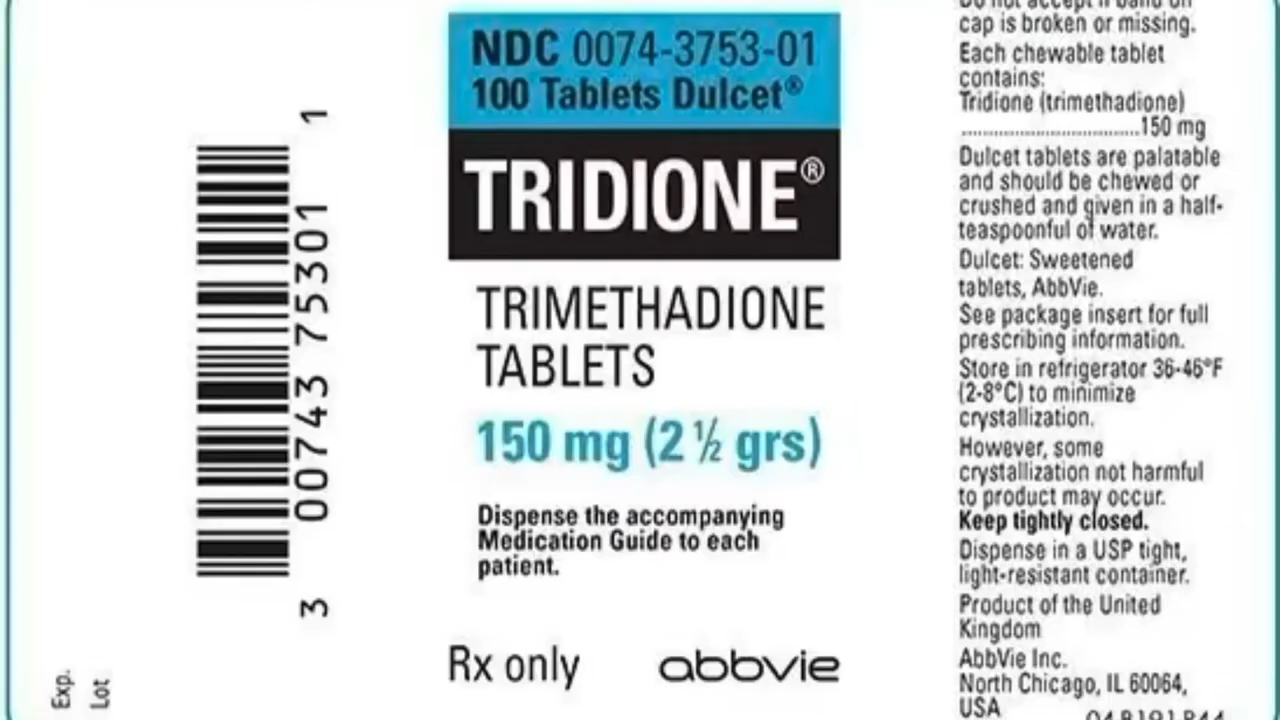 NDC 0074-3753-01
100 Tablets Dulcet®
TRIDIONE®
TRIMETHADIONE
TABLETS
150 mg (2 ½ grs)
Dispense the accompanying
Medication Guide to each
patient.
Rx only abbvie
3 00743 75301 1
Exp.
Lot
Do not accept if band on
cap is broken or missing.
Each chewable tablet
contains:
Tridione (trimethadione)
......................................150 mg
Dulcet tablets are palatable
and should be chewed or
crushed and given in a half-
teaspoonful of water.
Dulcet: Sweetened
tablets, AbbVie.
See package insert for full
prescribing information.
Store in refrigerator 36-46°F
(2-8°C) to minimize
crystallization.
However, some
crystallization not harmful
to product may occur.
Keep tightly closed.
Dispense in a USP tight,
light-resistant container.
Product of the United
Kingdom
AbbVie Inc.
North Chicago, IL 60064,
USA